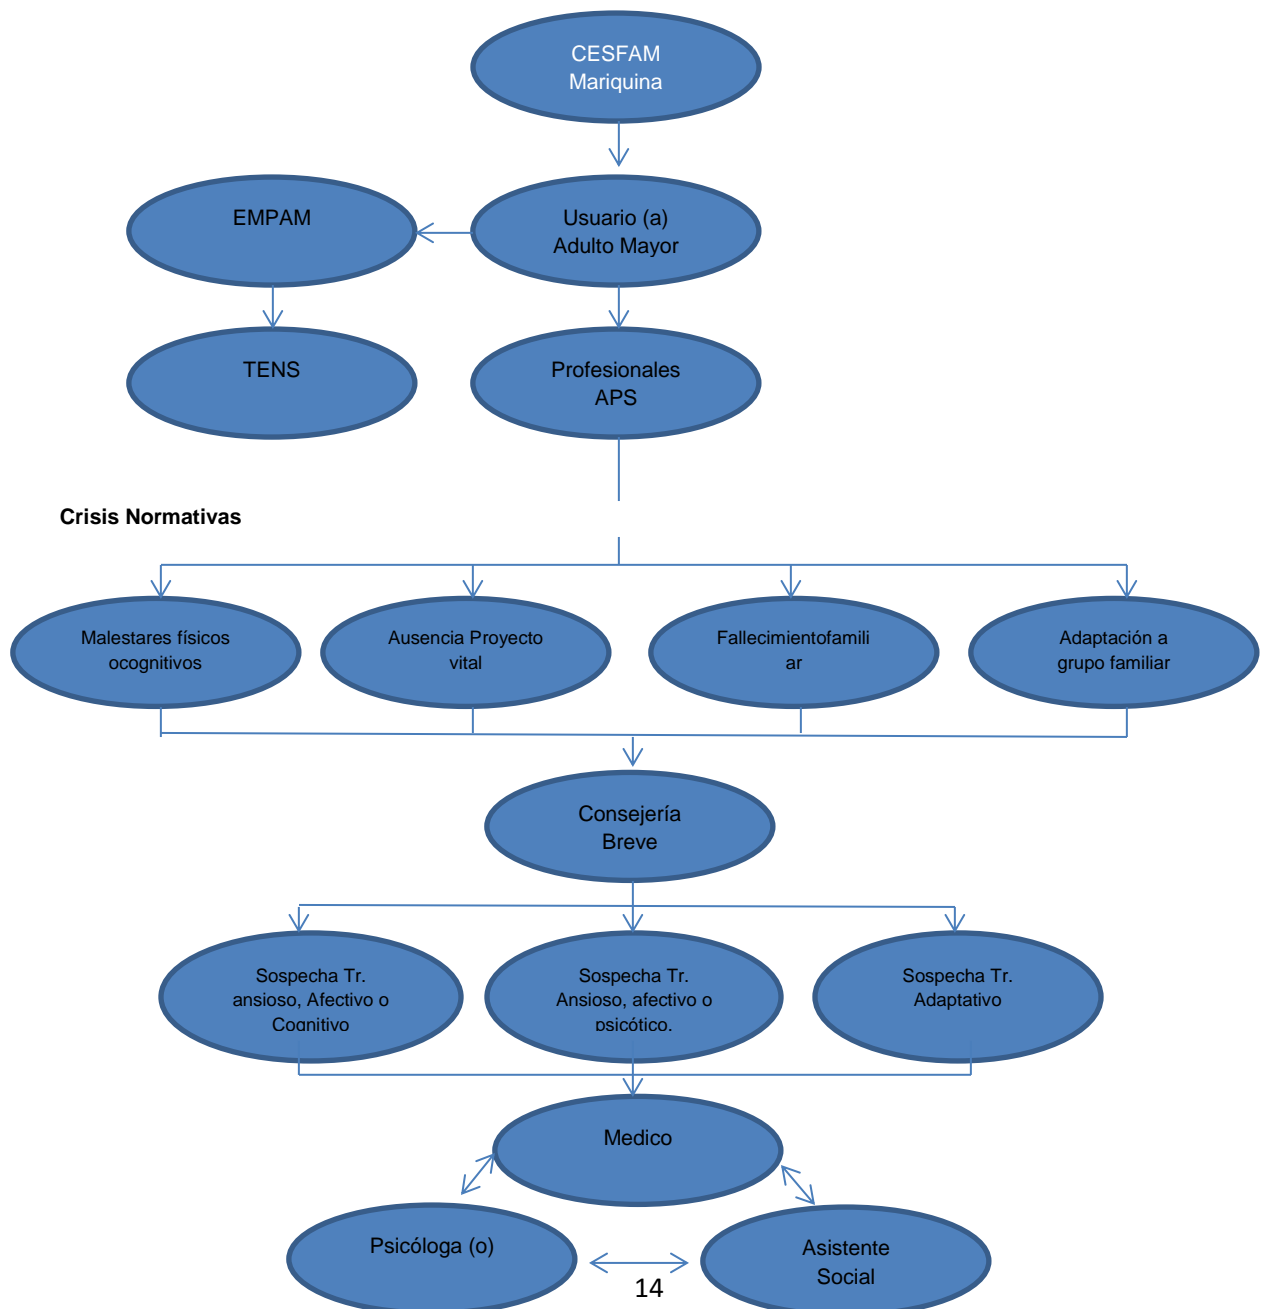 CESFAM
Mariquina
EMPAM
Usuario (a)
Adulto Mayor
TENS
Profesionales
APS
Crisis Normativas
Malestares físicos
ocognitivos
Ausencia Proyecto
vital
Fallecimientofamili
ar
Adaptación a
grupo familiar
Consejería
Breve
Sospecha Tr.
ansioso, Afectivo o
Cognitivo
Sospecha Tr.
Ansioso, afectivo o
psicótico.
Sospecha Tr.
Adaptativo
Medico
Psicóloga (o)
Asistente
Social
14